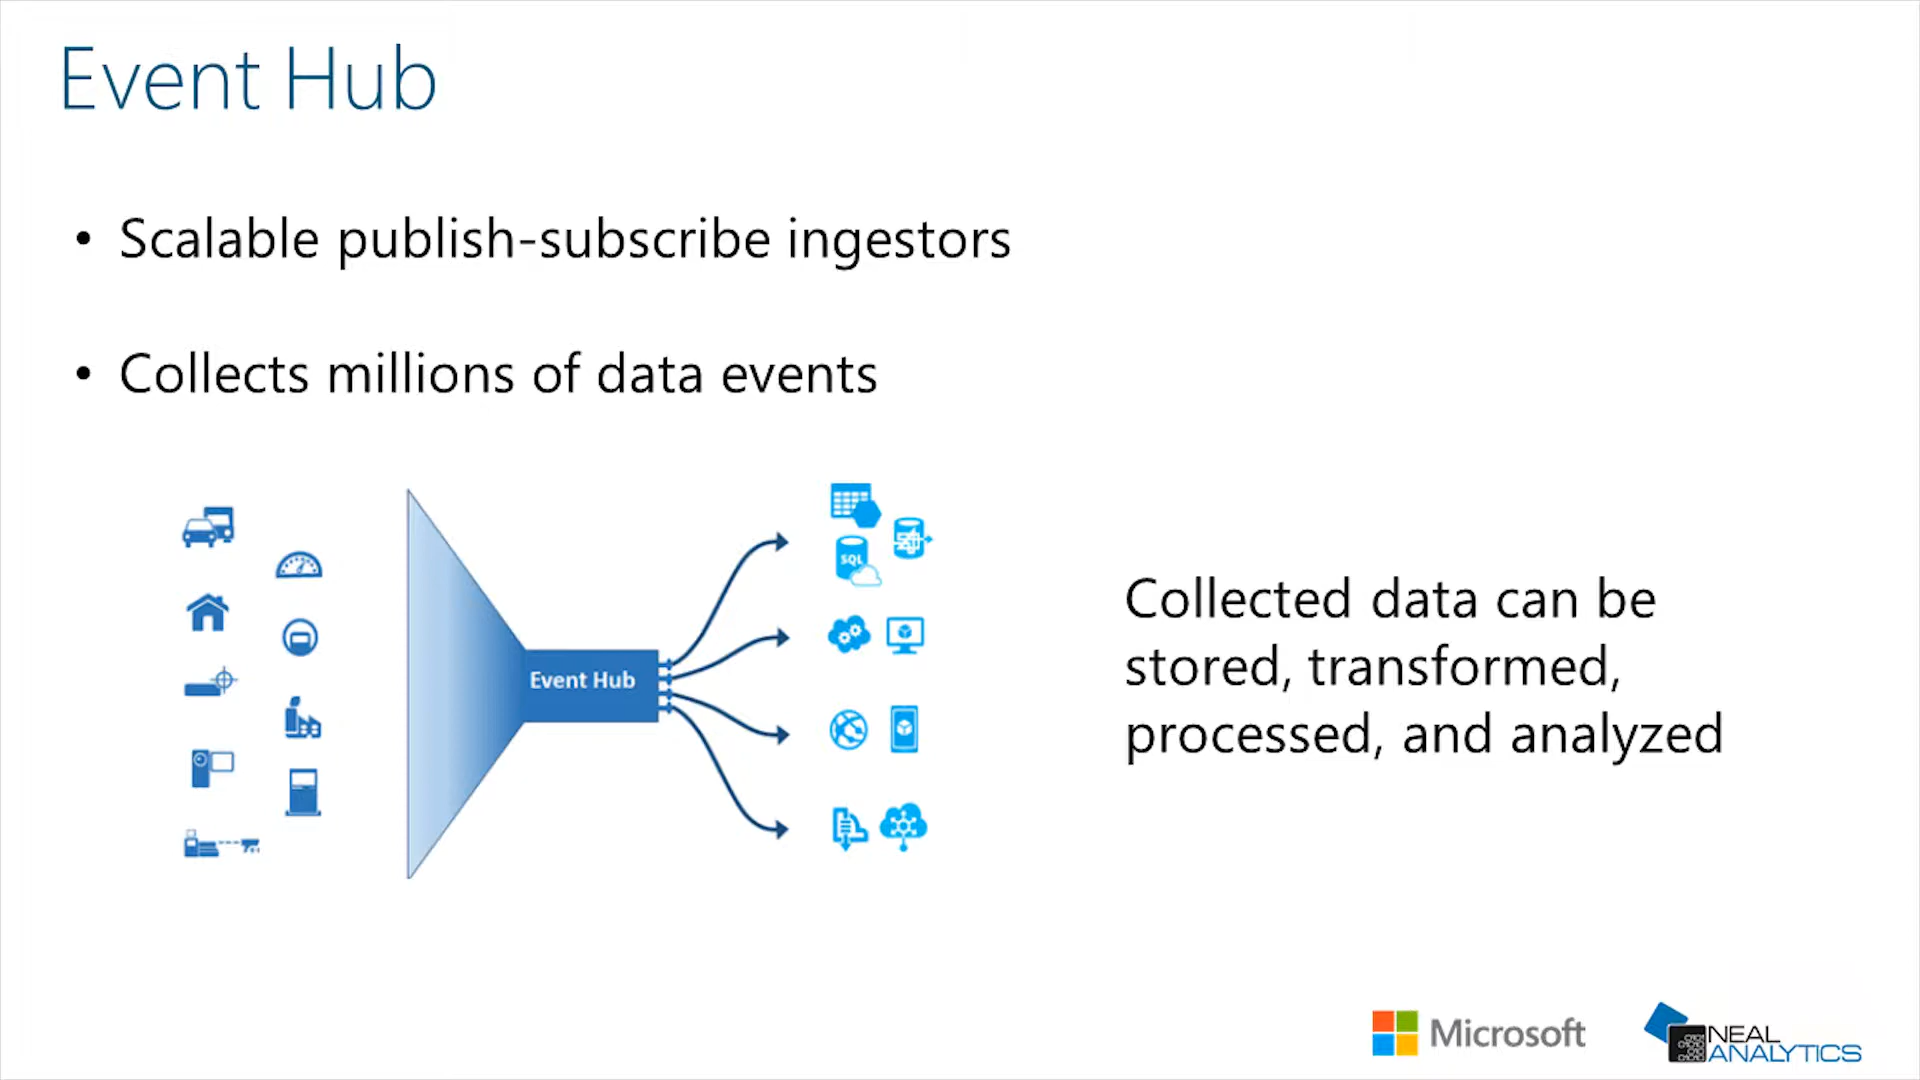 Event Hub
• Scalable publish-subscribe ingestors
• Collects millions of data events
SQL
Event Hub
Collected data can be
stored, transformed,
processed, and analyzed
Microsoft
NEAL
ANALYTICS